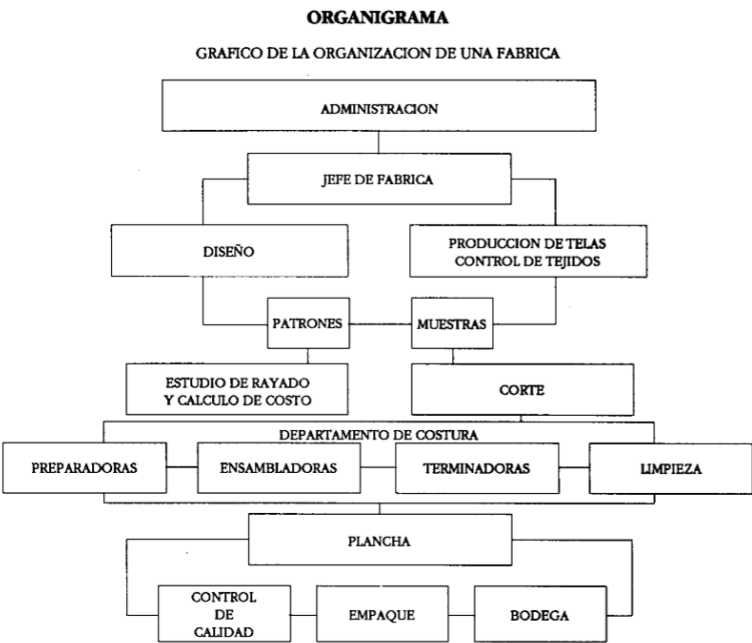 ORGANIGRAMA
GRAFICO DE LA ORGANIZACION DE UNA FABRICA
ADMINISTRACION
JEFE DE FABRICA
DISEÑO
PRODUCCION DE TELAS
CONTROL DE TEJIDOS
PATRONES
MUESTRAS
ESTUDIO DE RAYADO
Y CALCULO DE COSTO
CORTE
DEPARTAMENTO DE COSTURA
PREPARADORAS
ENSAMBLADORAS
TERMINADORAS
LIMPIEZA
PLANCHA
CONTROL
DE
CALIDAD
EMPAQUE
BODEGA